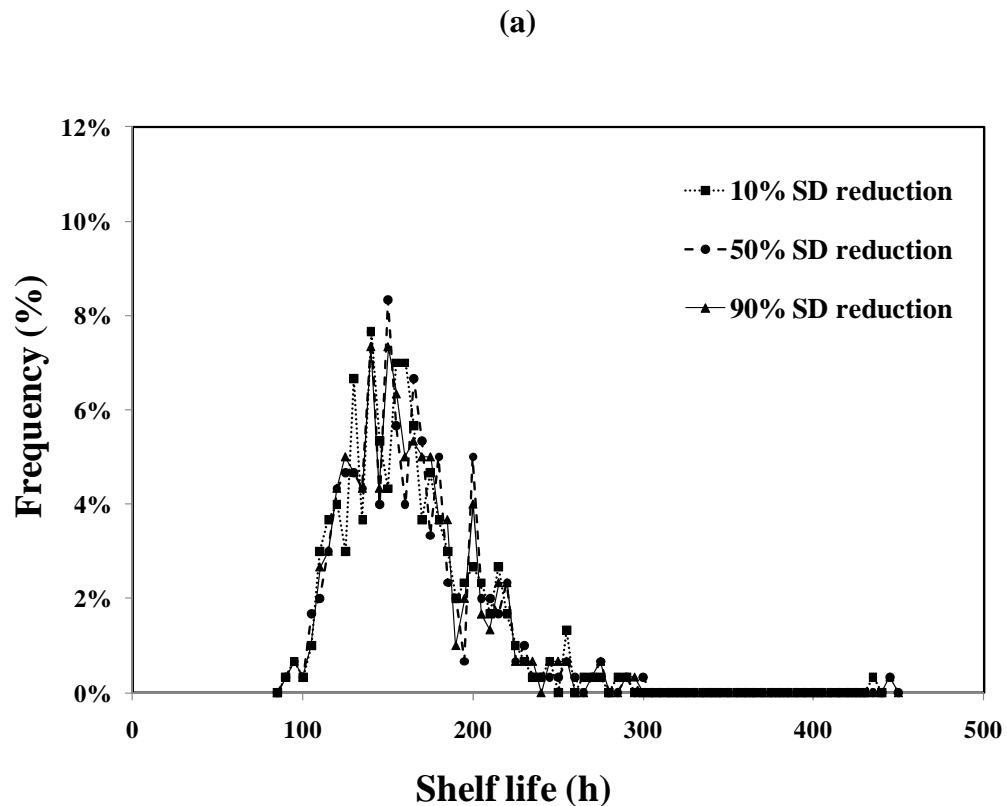 (a)
12%
10%
8%
6%
4%
2%
0%
Frequency (%)
10% SD reduction
50% SD reduction
90% SD reduction
0 100 200 300 400 500
Shelf life (h)